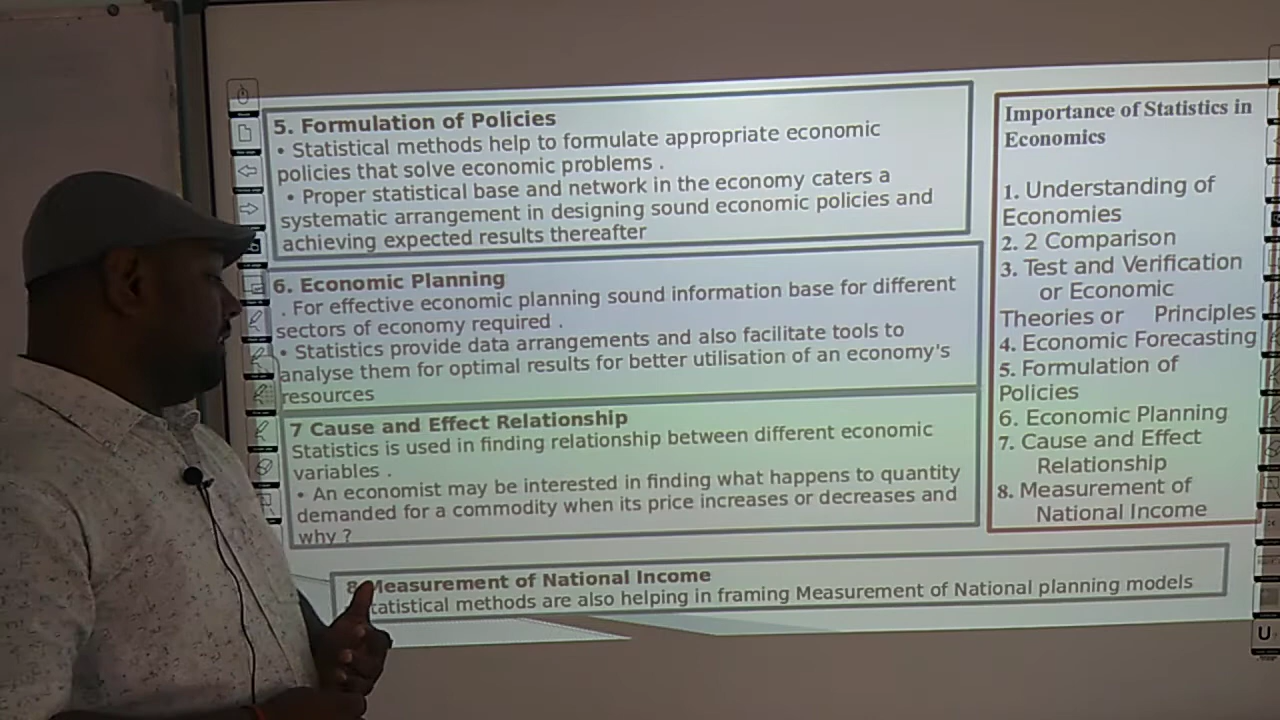 5. Formulation of Policies
• Statistical methods help to formulate appropriate economic
policies that solve economic problems .
• Proper statistical base and network in the economy caters a
systematic arrangement in designing sound economic policies and
achieving expected results thereafter
6. Economic Planning
. For effective economic planning sound information base for different
sectors of economy required .
• Statistics provide data arrangements and also facilitate tools to
analyse them for optimal results for better utilisation of an economy's
resources
7 Cause and Effect Relationship
Statistics is used in finding relationship between different economic
variables .
• An economist may be interested in finding what happens to quantity
demanded for a commodity when its price increases or decreases and
why ?
8 Measurement of National Income
tatistical methods are also helping in framing Measurement of National planning models
Importance of Statistics in
Economics
1. Understanding of
Economies
2. 2 Comparison
3. Test and Verification
or Economic
Theories or Principles
4. Economic Forecasting
5. Formulation of
Policies
6. Economic Planning
7. Cause and Effect
Relationship
8. Measurement of
National Income
U